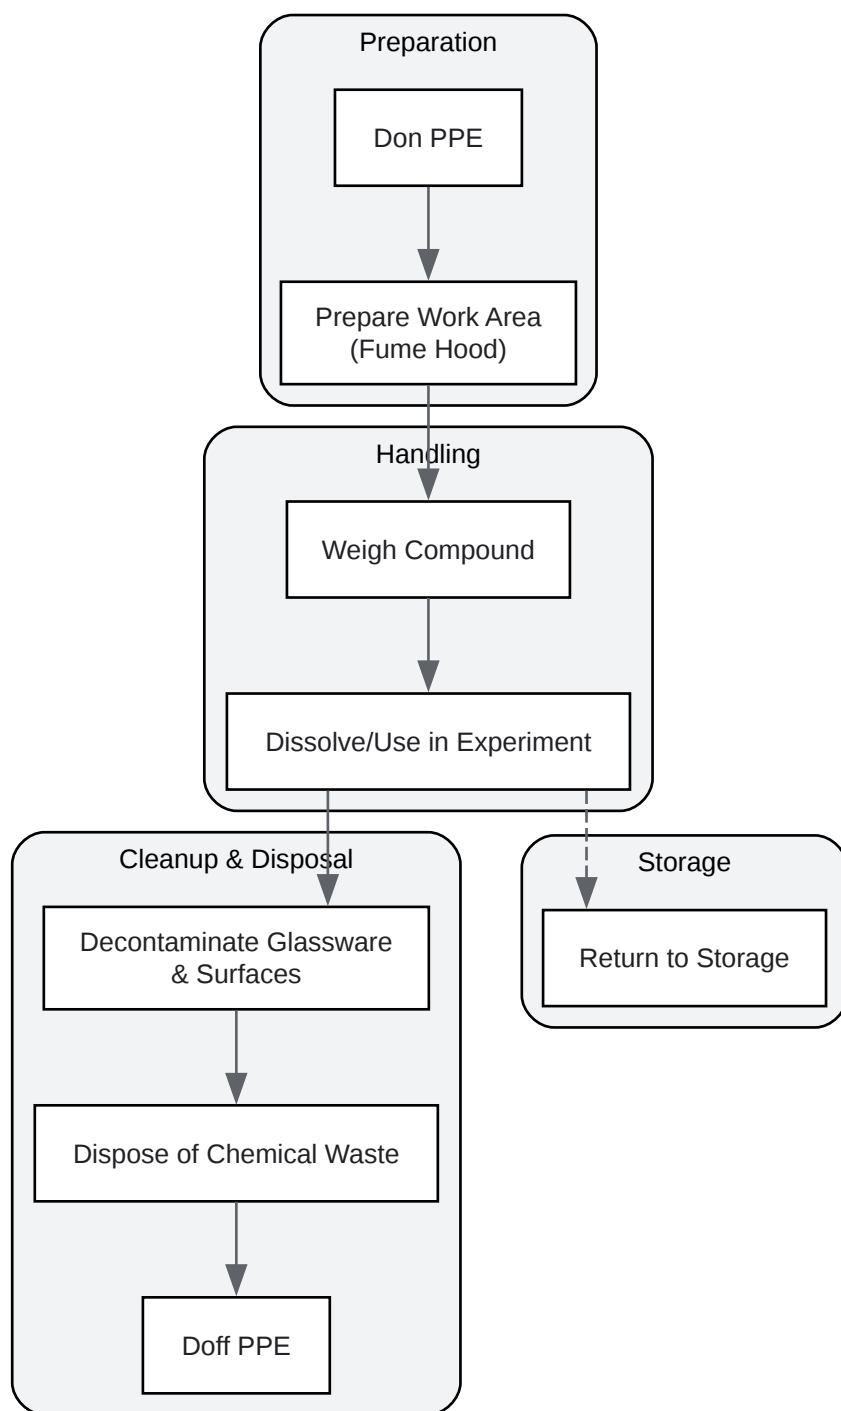 Preparation
Don PPE
Prepare Work Area
(Fume Hood)
Handling
Weigh Compound
Dissolve/Use in Experiment
Cleanup & Disposal
Decontaminate Glassware
& Surfaces
Dispose of Chemical Waste
Doff PPE
Storage
Return to Storage